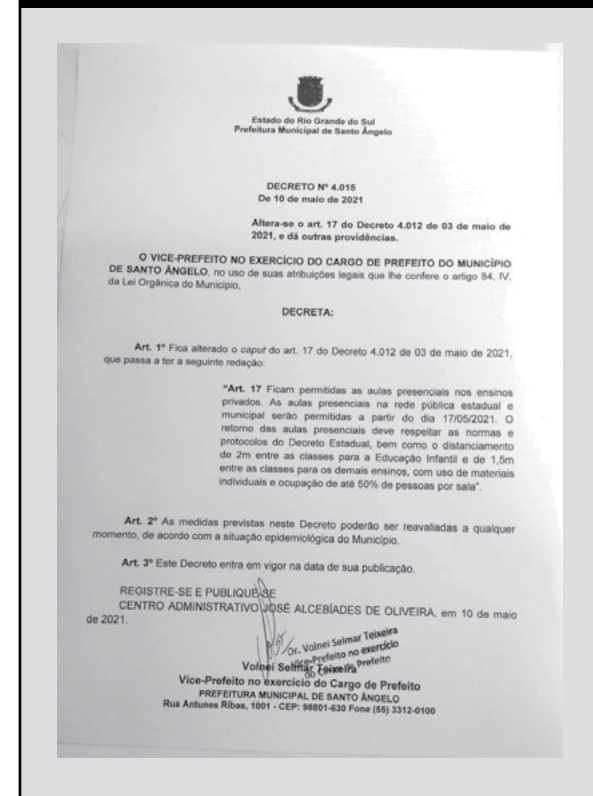 Estado do Rio Grande do Sul
Prefeitura Municipal de Santo Ângelo
DECRETO Nº 4.015
De 10 de maio de 2021
Altera-se o art. 17 do Decreto 4.012 de 03 de maio de
2021, e dá outras providências.
O VICE-PREFEITO NO EXERCÍCIO DO CARGO DE PREFEITO DO MUNICÍPIO
DE SANTO ÂNGELO, no uso de suas atribuições legais que lhe confere o artigo 84, IV,
da Lei Orgânica do Município,
DECRETA:
Art. 1º Fica alterado o caput do art. 17 do Decreto 4.012 de 03 de maio de 2021,
que passa a ter a seguinte redação:
"Art. 17 Ficam permitidas as aulas presenciais nos ensinos
privados. As aulas presenciais na rede pública estadual e
municipal serão permitidas a partir do dia 17/05/2021. O
retorno das aulas presenciais deve respeitar as normas e
protocolos do Decreto Estadual, bem como o distanciamento
de 2m entre as classes para a Educação Infantil e de 1,5m
entre as classes para os demais ensinos, com uso de materiais
individuais e ocupação de até 50% de pessoas por sala".
Art. 2º As medidas previstas neste Decreto poderão ser reavaliadas a qualquer
momento, de acordo com a situação epidemiológica do Município.
Art. 3º Este Decreto entra em vigor na data de sua publicação.
REGISTRE-SE E PUBLIQUE-SE
CENTRO ADMINISTRATIVO JOSÉ ALCEBÍADES DE OLIVEIRA, em 10 de maio
de 2021.
Dr. Volnei Selmar Teixeira
Vice-Prefeito no exercício
do Cargo de Prefeito
Volnei Selmar Teixeira
Vice-Prefeito no exercício do Cargo de Prefeito
PREFEITURA MUNICIPAL DE SANTO ÂNGELO
Rua Antunes Ribas, 1001 - CEP: 98801-630 Fone (55) 3312-0100